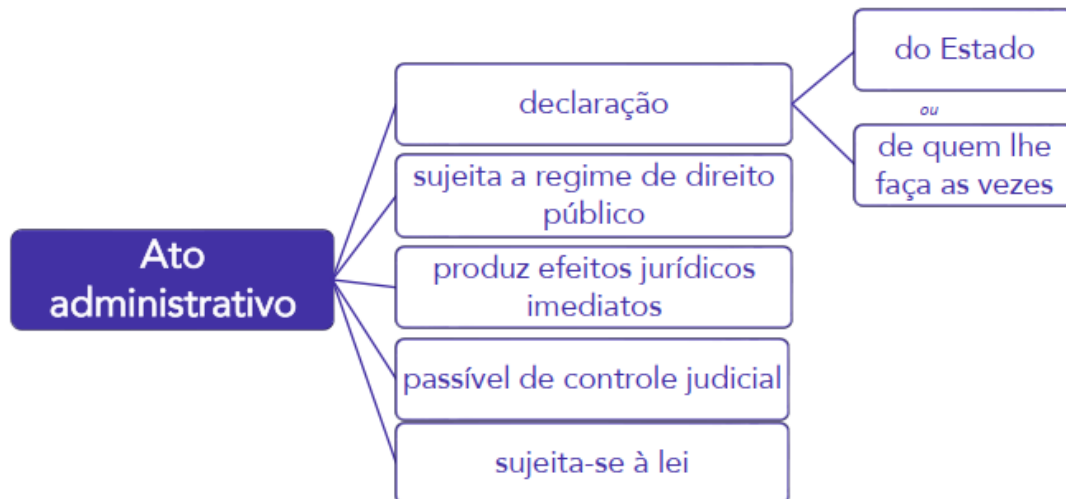 Ato
administrativo
declaração
do Estado
ou
de quem lhe
faça as vezes
sujeita a regime de direito
público
produz efeitos jurídicos
imediatos
passível de controle judicial
sujeita-se à lei